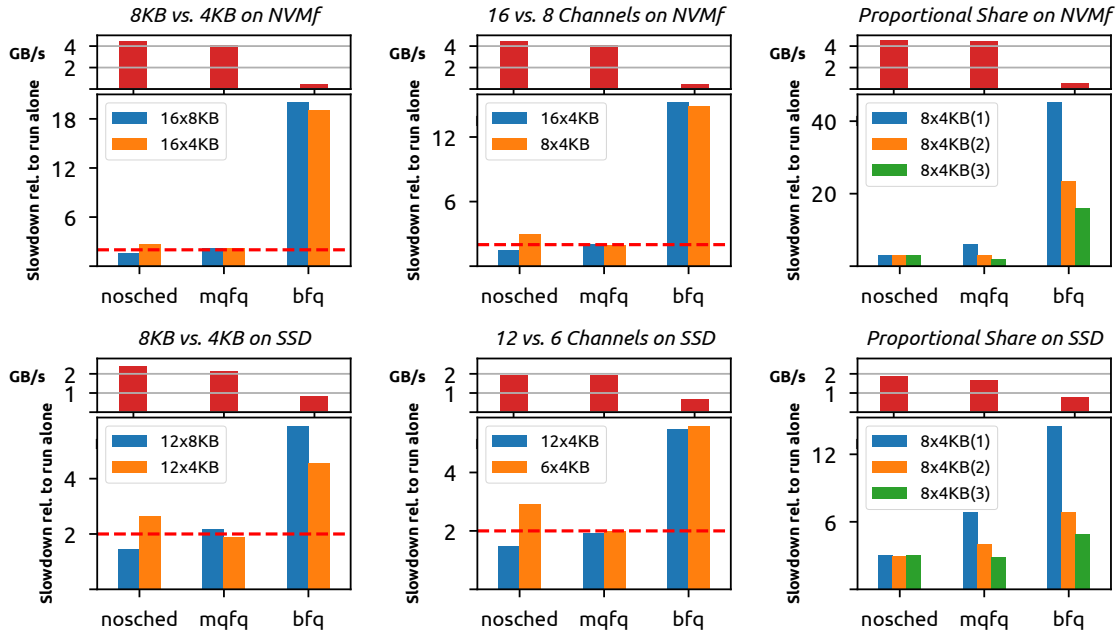 8KB vs. 4KB on NVMf
GB/s
4
2
Slowdown rel. to run alone
18
12
6
16x8KB
16x4KB
nosched mqfq bfq
16 vs. 8 Channels on NVMf
4
2
Slowdown rel. to run alone
12
6
16x4KB
8x4KB
nosched mqfq bfq
Proportional Share on NVMf
GB/s
4
2
Slowdown rel. to run alone
40
20
8x4KB(1)
8x4KB(2)
8x4KB(3)
nosched mqfq bfq
8KB vs. 4KB on SSD
GB/s
2
1
Slowdown rel. to run alone
4
2
12x8KB
12x4KB
nosched mqfq bfq
12 vs. 6 Channels on SSD
GB/s
2
1
Slowdown rel. to run alone
4
2
12x4KB
6x4KB
nosched mqfq bfq
Proportional Share on SSD
GB/s
2
1
Slowdown rel. to run alone
12
6
8x4KB(1)
8x4KB(2)
8x4KB(3)
nosched mqfq bfq